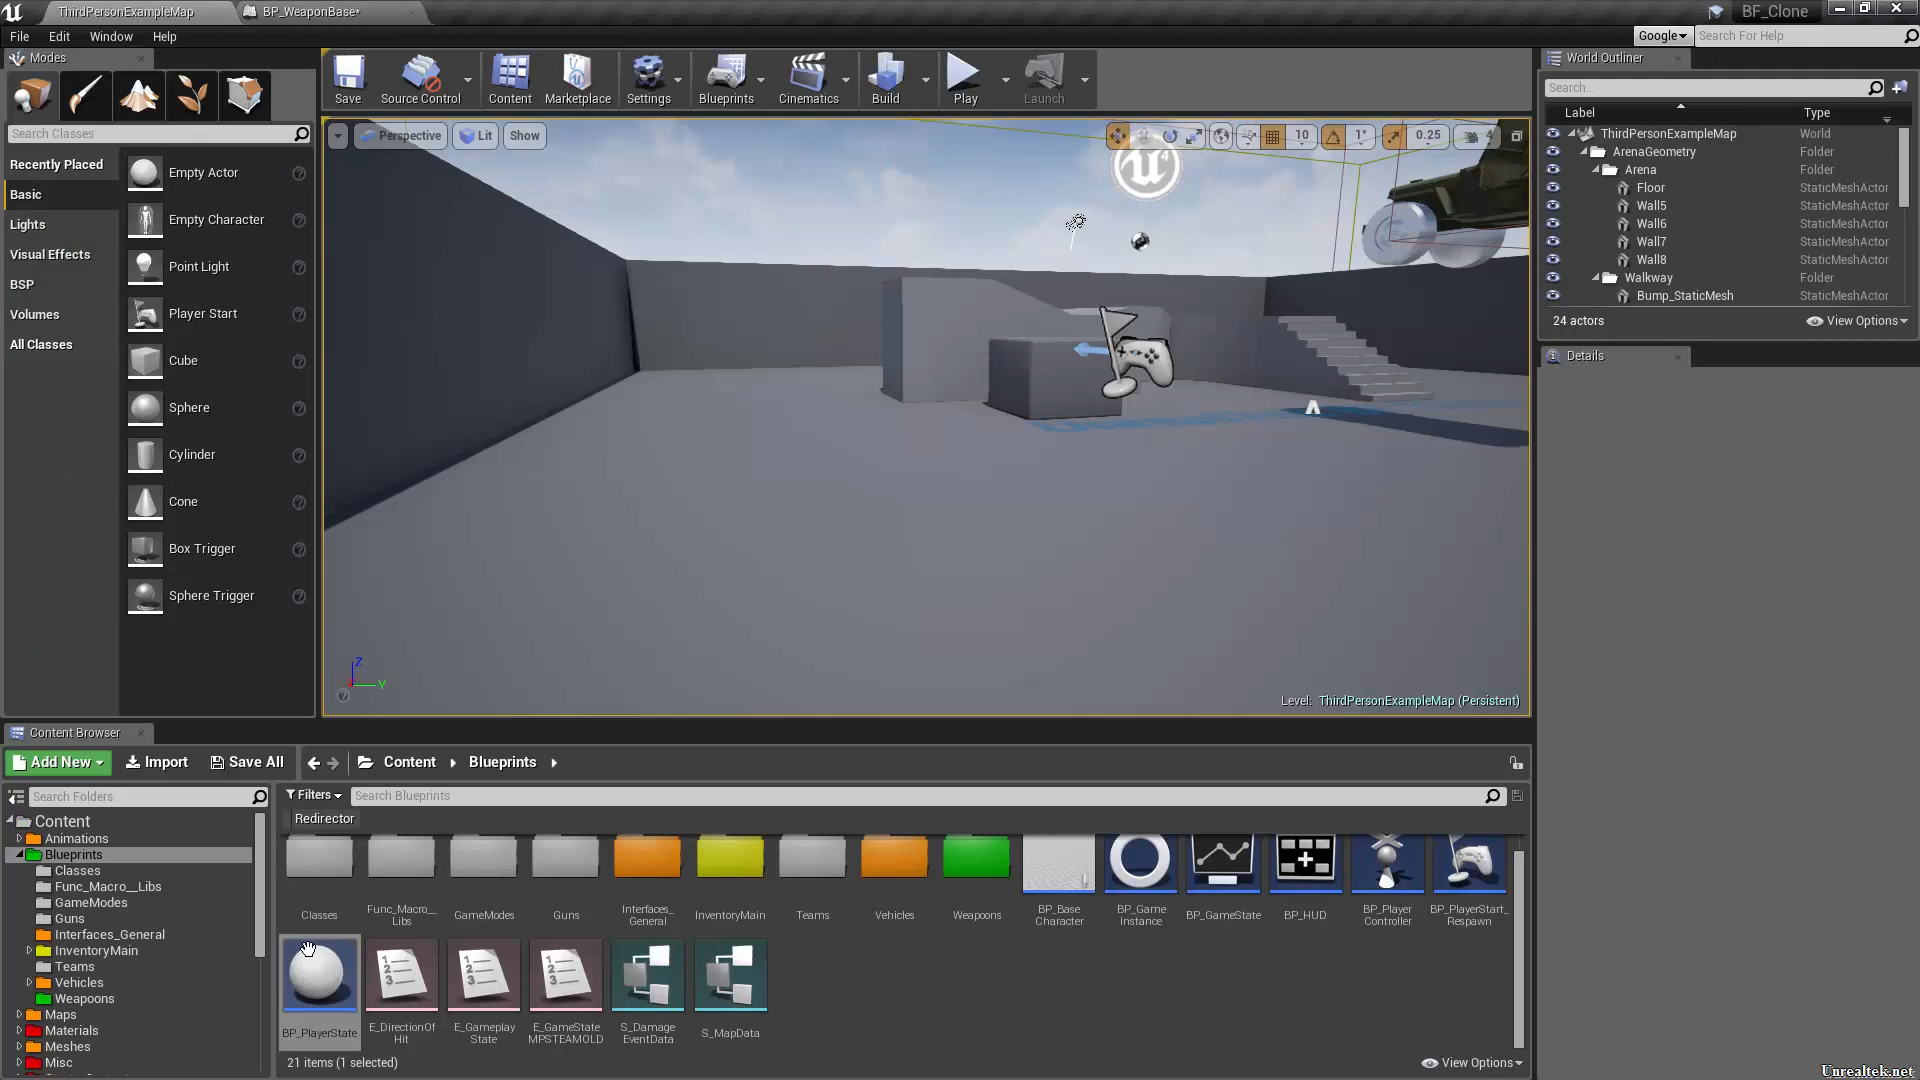 ThirdPersonExampleMap
BP_WeaponBase*
BF_Clone
File Edit Window Help
Google
Search For Help
Modes
Search Classes
Recently Placed
Basic
Lights
Visual Effects
BSP
Volumes
All Classes
Empty Actor
Empty Character
Point Light
Player Start
Cube
Sphere
Cylinder
Cone
Box Trigger
Sphere Trigger
Save
Source Control
Content
Marketplace
Settings
Blueprints
Cinematics
Build
Play
Launch
Perspective
Lit
Show
10
1°
0.25
4
Z
Y
Level: ThirdPersonExampleMap (Persistent)
World Outliner
Search...
Label Type
ThirdPersonExampleMap World
ArenaGeometry Folder
Arena Folder
Floor StaticMeshActor
Wall5 StaticMeshActor
Wall6 StaticMeshActor
Wall7 StaticMeshActor
Wall8 StaticMeshActor
Walkway Folder
Bump_StaticMesh StaticMeshActor
24 actors
View Options
Details
Content Browser
Add New
Import
Save All
Content
Blueprints
Search Folders
Filters
Search Blueprints
Redirector
Content
Animations
Blueprints
Classes
Func_Macro__Libs
GameModes
Guns
Interfaces_General
InventoryMain
Teams
Vehicles
Weapoons
Maps
Materials
Meshes
Misc
Classes
Func_Macro__
Libs
GameModes
Guns
Interfaces_
General
InventoryMain
Teams
Vehicles
Weapoons
BP_Base
Character
BP_Game
Instance
BP_GameState
BP_HUD
BP_Player
Controller
BP_PlayerStart_
Respawn
BP_PlayerState
E_DirectionOf
Hit
E_Gameplay
State
E_GameState
MPSTEAMOLD
S_Damage
EventData
S_MapData
21 items (1 selected)
View Options
Unrealtek.net